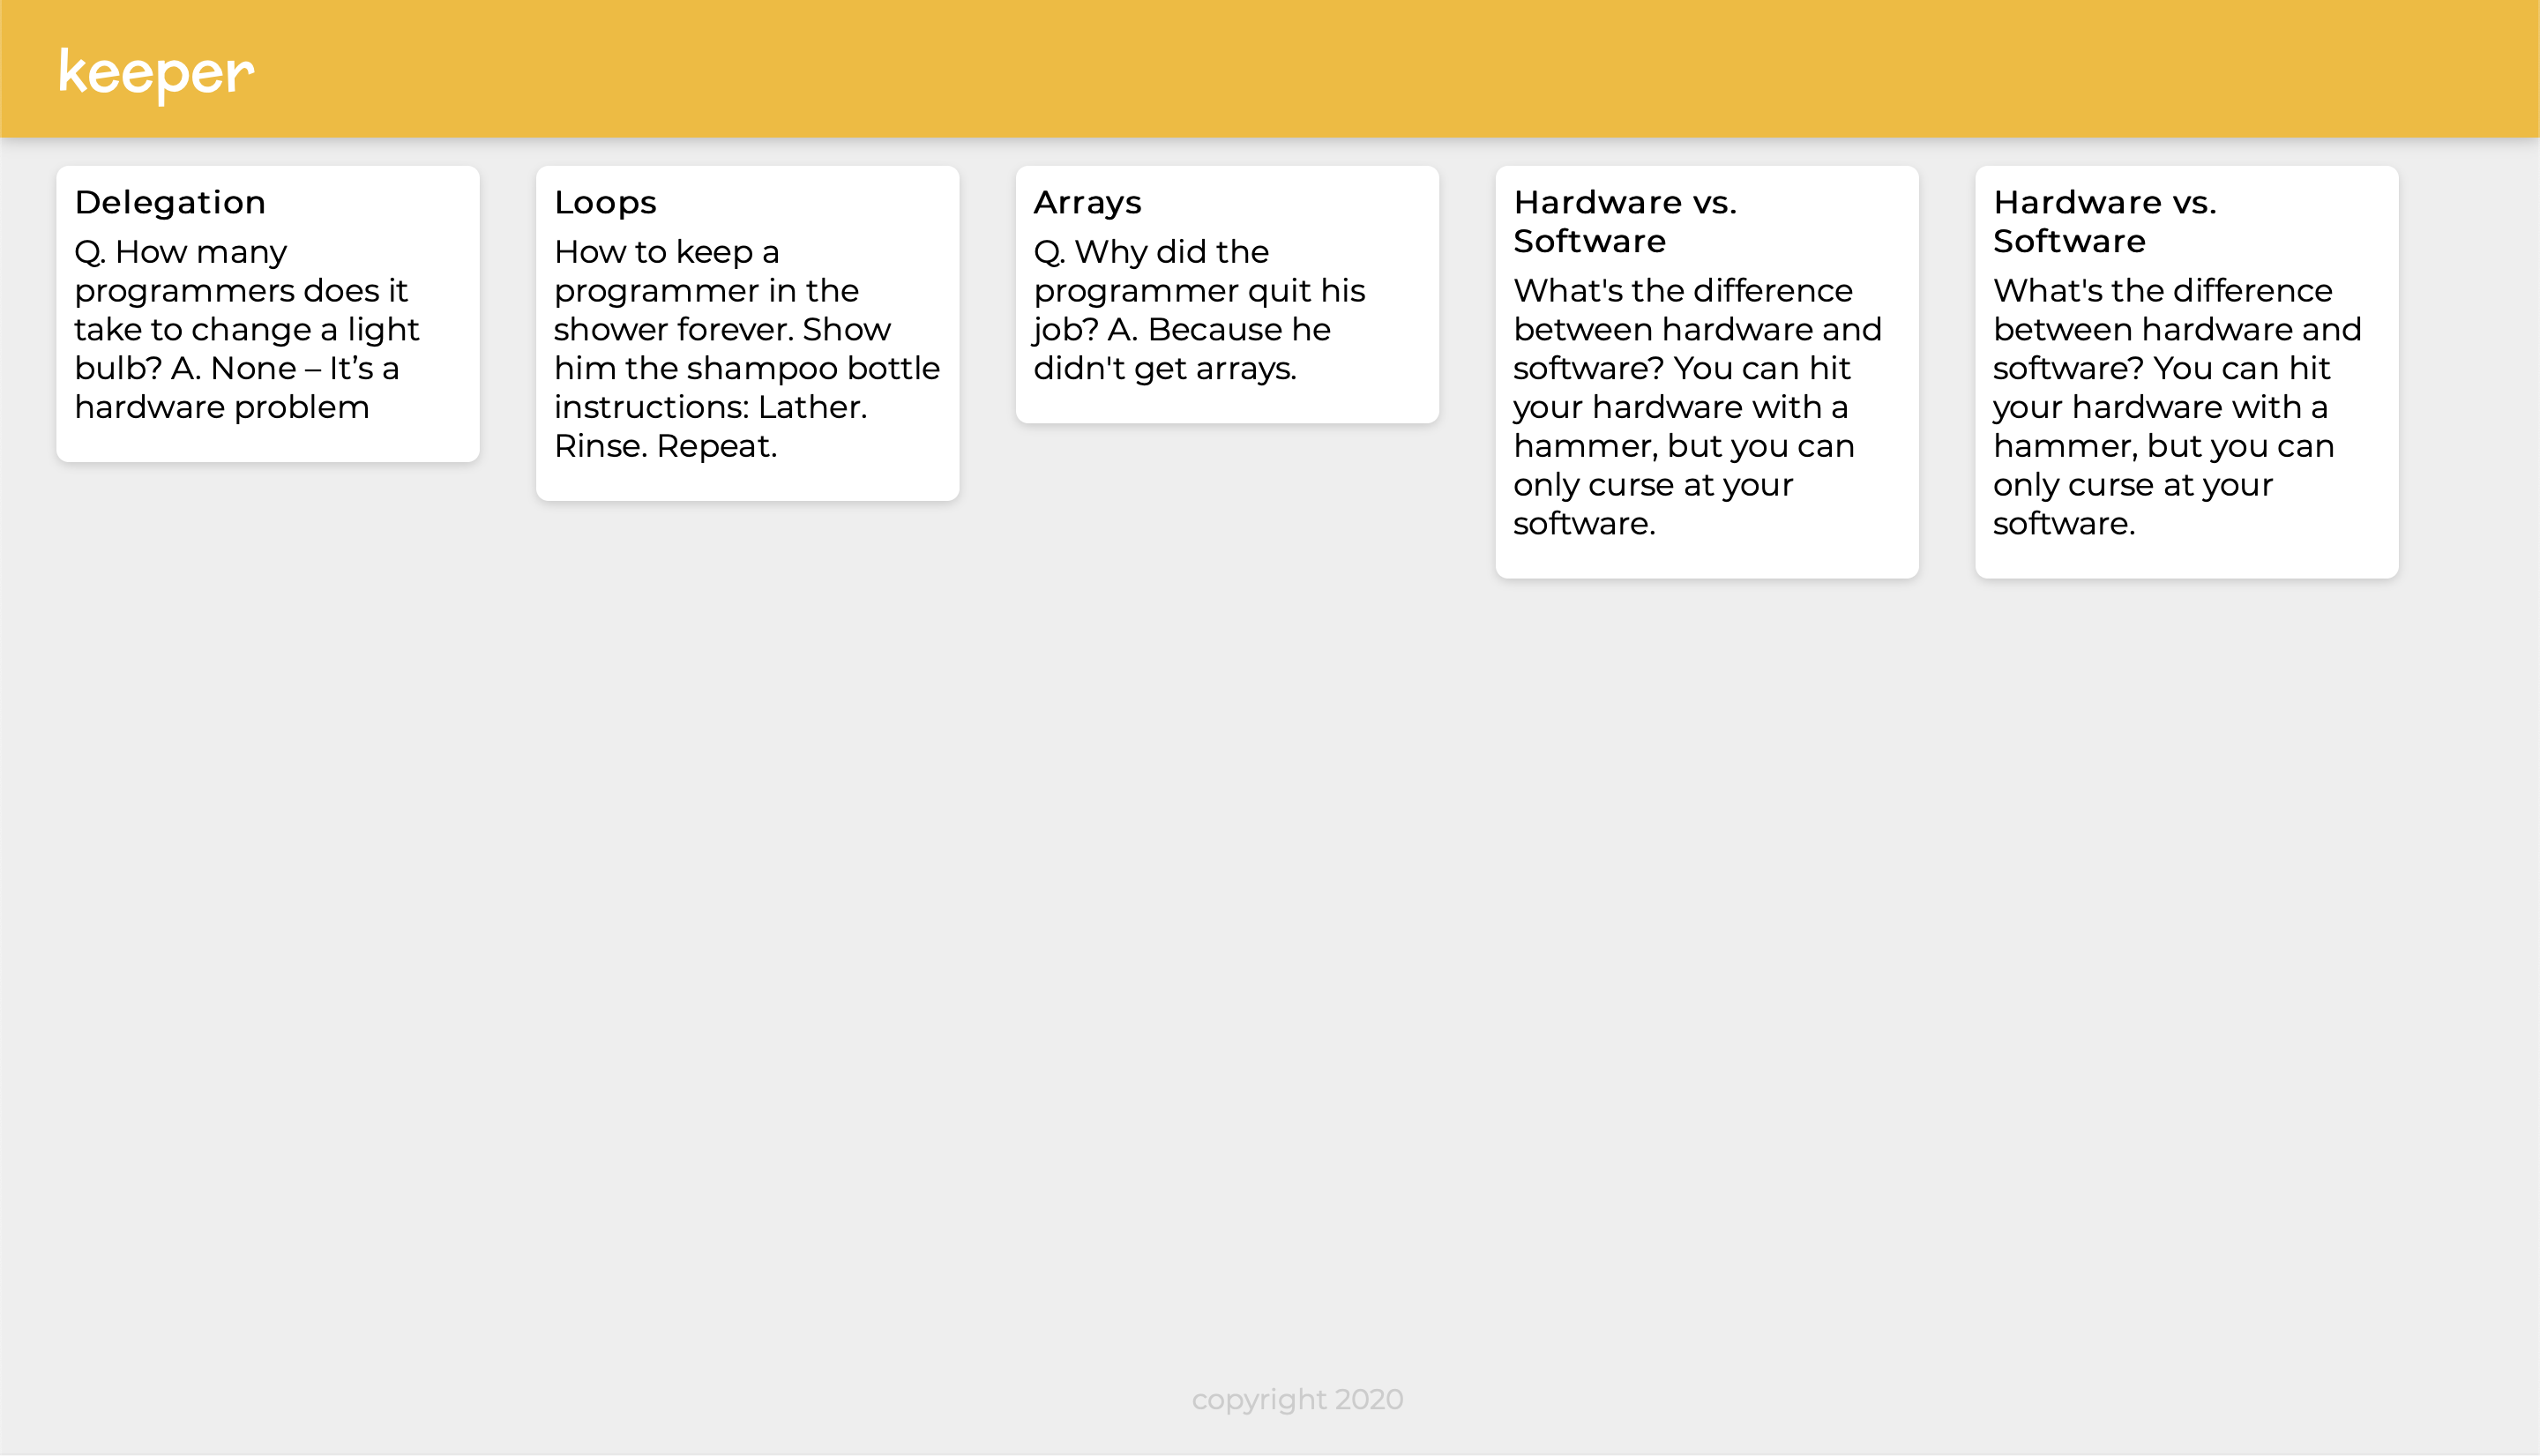 keeper
Delegation
Q. How many
programmers does it
take to change a light
bulb? A. None – It’s a
hardware problem
Loops
How to keep a
programmer in the
shower forever. Show
him the shampoo bottle
instructions: Lather.
Rinse. Repeat.
Arrays
Q. Why did the
programmer quit his
job? A. Because he
didn't get arrays.
Hardware vs.
Software
What's the difference
between hardware and
software? You can hit
your hardware with a
hammer, but you can
only curse at your
software.
Hardware vs.
Software
What's the difference
between hardware and
software? You can hit
your hardware with a
hammer, but you can
only curse at your
software.
copyright 2020